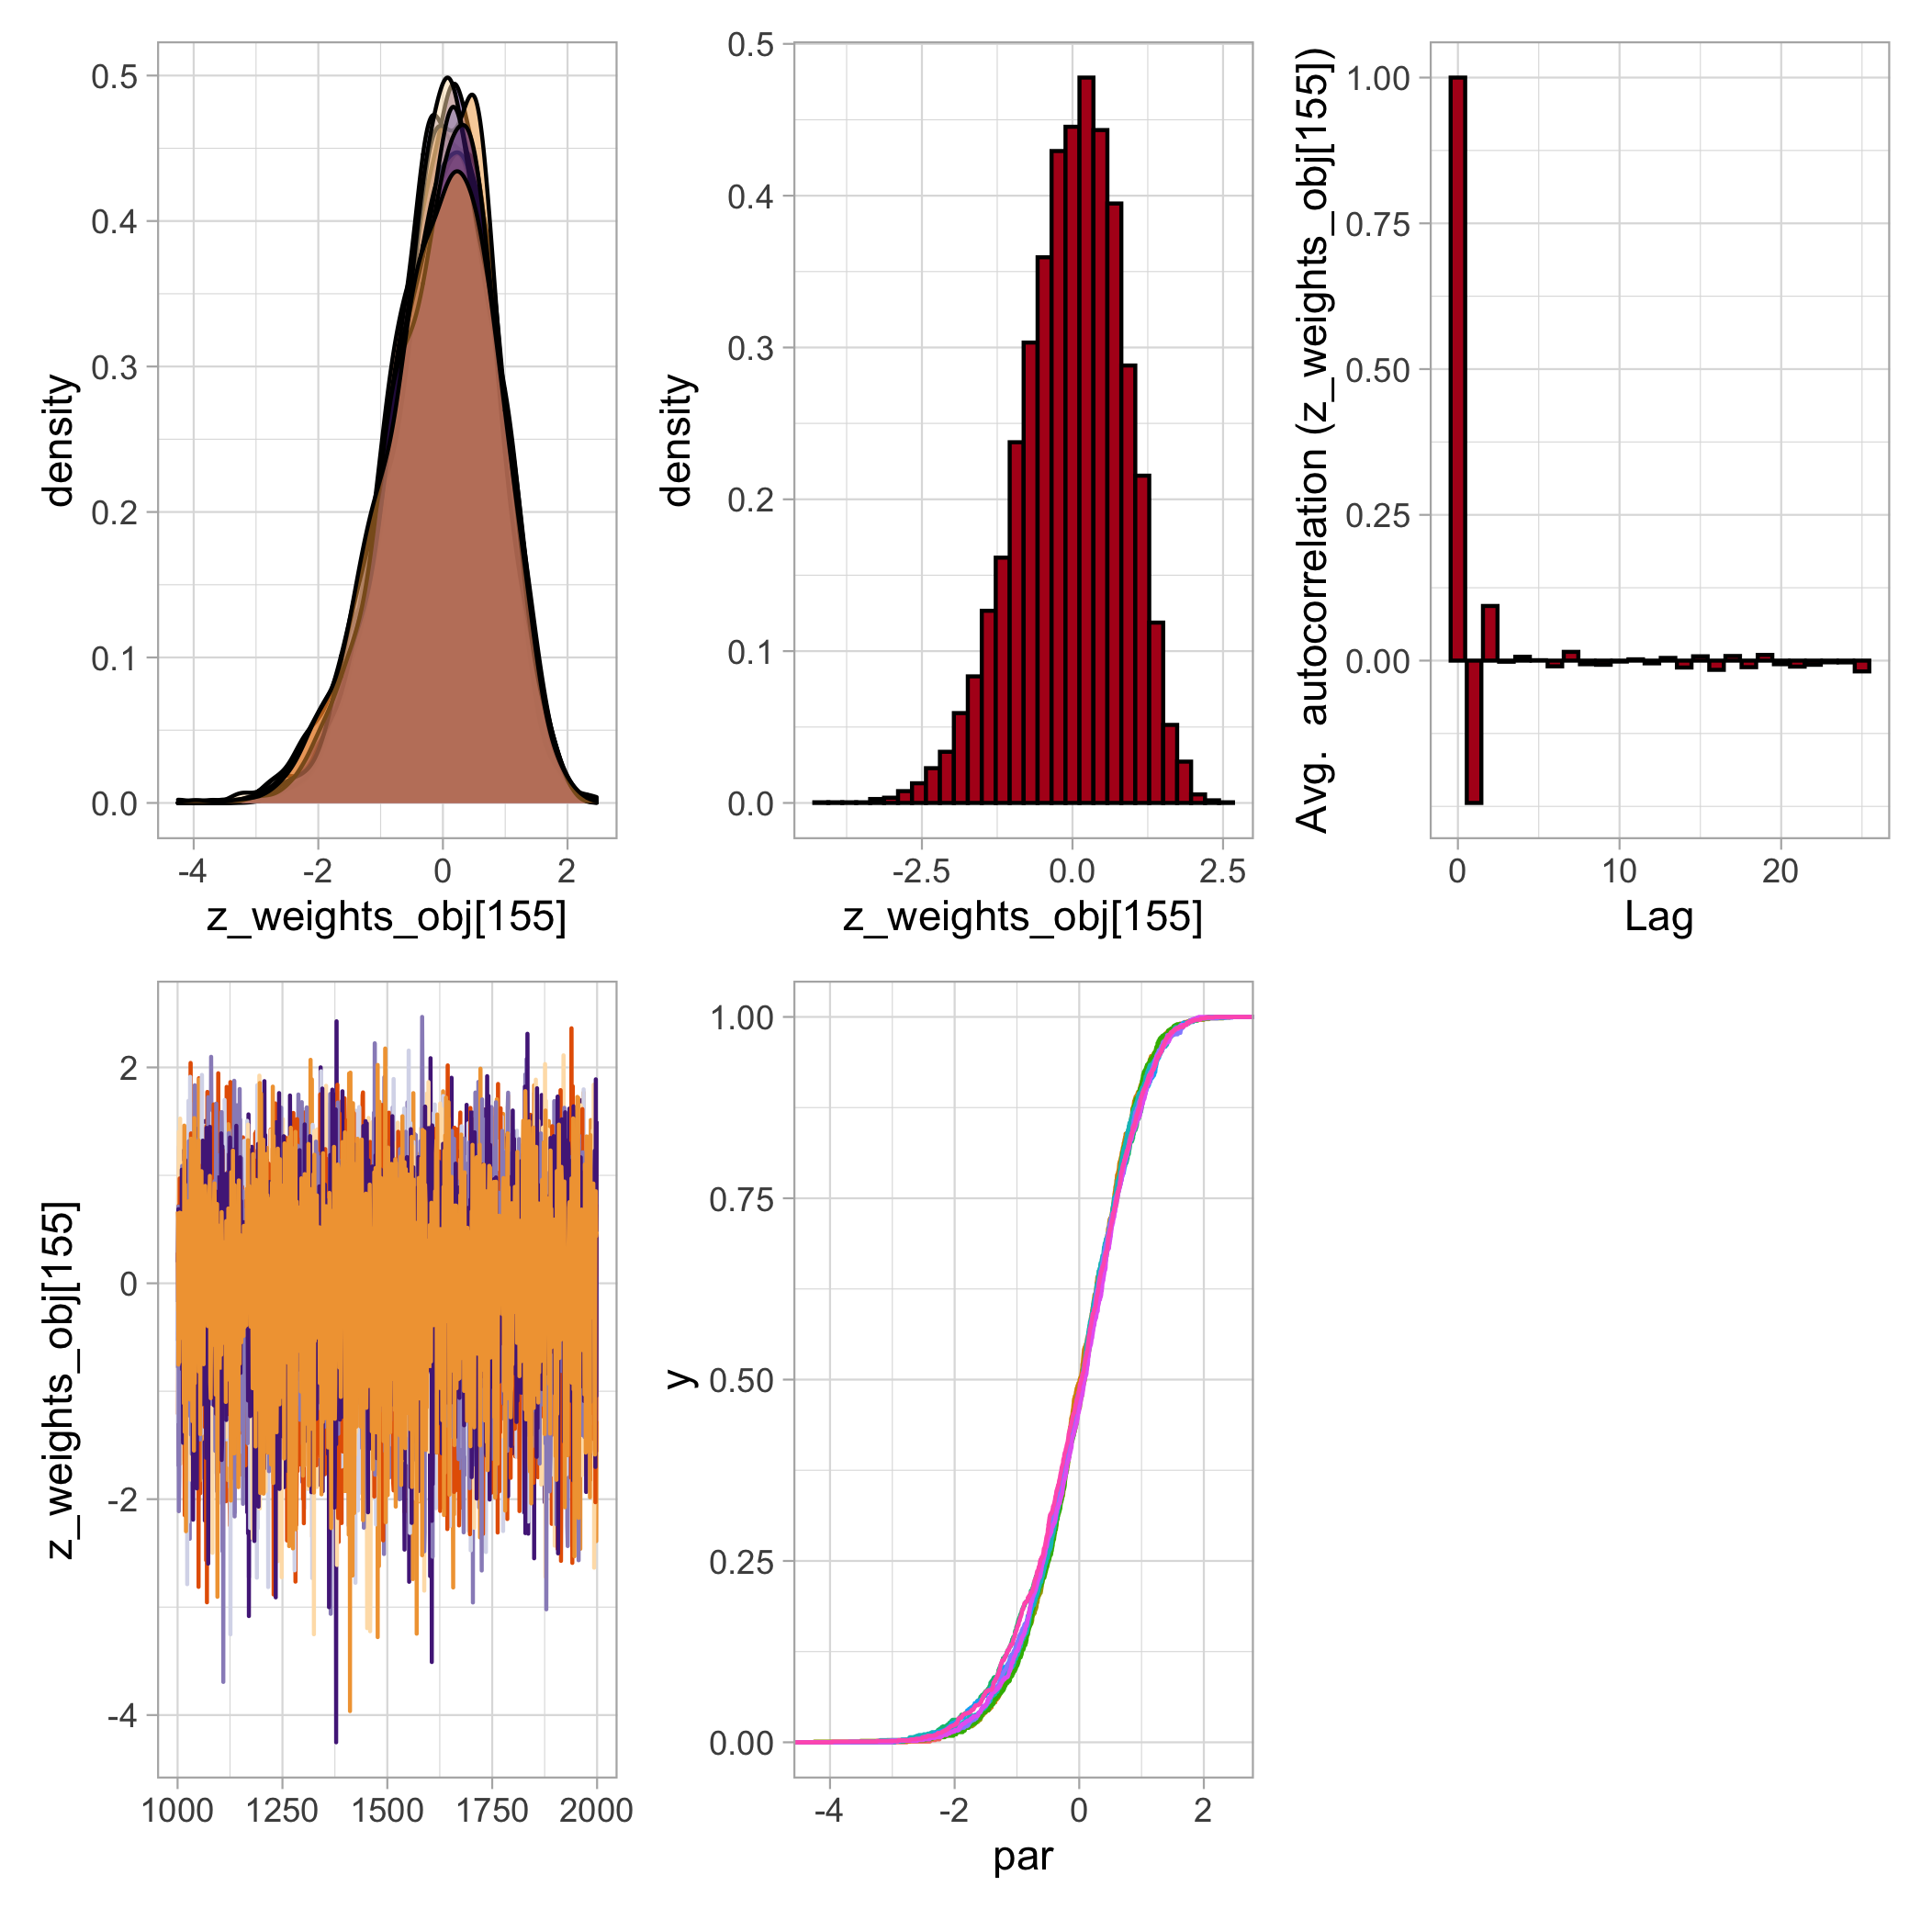 density
0.5
0.4
0.3
0.2
0.1
0.0
-4 -2 0 2
z_weights_obj[155]
density
0.5
0.4
0.3
0.2
0.1
0.0
-2.5 0.0 2.5
z_weights_obj[155]
Avg. autocorrelation (z_weights_obj[155])
1.00
0.75
0.50
0.25
0.00
0 10 20
Lag
z_weights_obj[155]
2
0
-2
-4
1000 1250 1500 1750 2000
y
1.00
0.75
0.50
0.25
0.00
-4 -2 0 2
par